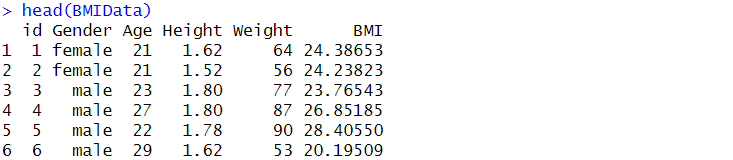 > head(BMIData)
  id Gender Age Height Weight      BMI
1  1 female  21   1.62     64 24.38653
2  2 female  21   1.52     56 24.23823
3  3   male  23   1.80     77 23.76543
4  4   male  27   1.80     87 26.85185
5  5   male  22   1.78     90 28.40550
6  6   male  29   1.62     53 20.19509